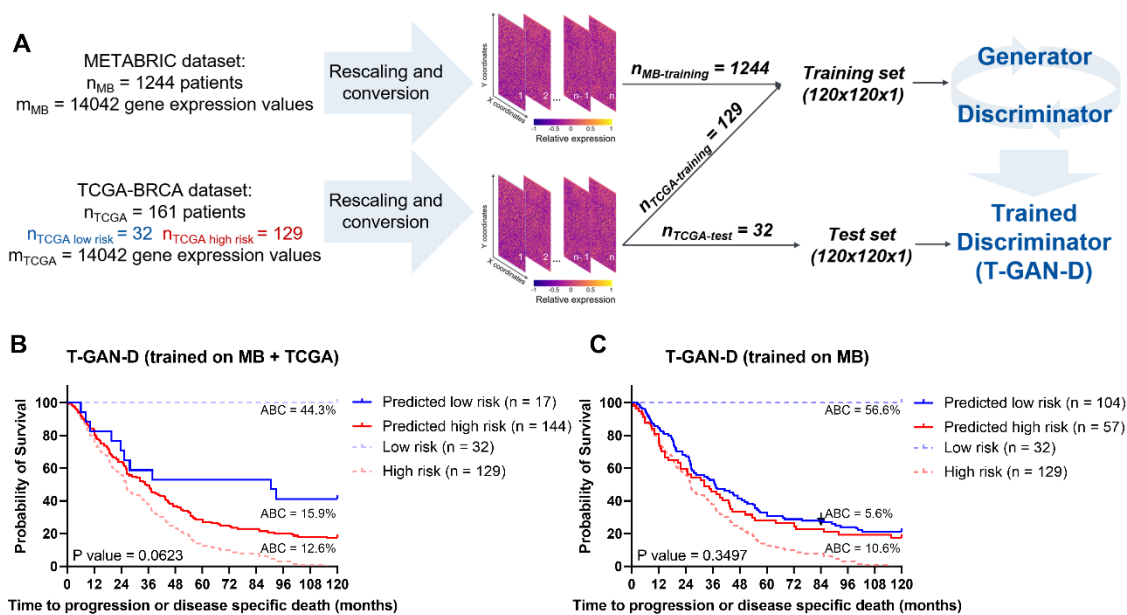 A
METABRIC dataset:
nMB = 1244 patients
mMB = 14042 gene expression values
Rescaling and
conversion
Y coordinates
X coordinates
1 2 ... n-1 n
-1 0 1
Relative expression
nMB-training = 1244
Training set
(120x120x1)
Generator
Discriminator
nTCGA-training = 129
TCGA-BRCA dataset:
nTCGA = 161 patients
nTCGA low risk = 32 nTCGA high risk = 129
mTCGA = 14042 gene expression values
Rescaling and
conversion
Y coordinates
X coordinates
1 2 ... n-1 n
-1 0 1
Relative expression
nTCGA-test = 32
Test set
(120x120x1)
Trained
Discriminator
(T-GAN-D)
B
T-GAN-D (trained on MB + TCGA)
Probability of Survival
100
80
60
40
20
0
ABC = 44.3%
ABC = 15.9%
ABC = 12.6%
P value = 0.0623
0 12 24 36 48 60 72 84 96 108 120
Time to progression or disease specific death (months)
Predicted low risk (n = 17)
Predicted high risk (n = 144)
Low risk (n = 32)
High risk (n = 129)
C
T-GAN-D (trained on MB)
Probability of Survival
100
80
60
40
20
0
ABC = 56.6%
ABC = 5.6%
ABC = 10.6%
P value = 0.3497
0 12 24 36 48 60 72 84 96 108 120
Time to progression or disease specific death (months)
Predicted low risk (n = 104)
Predicted high risk (n = 57)
Low risk (n = 32)
High risk (n = 129)